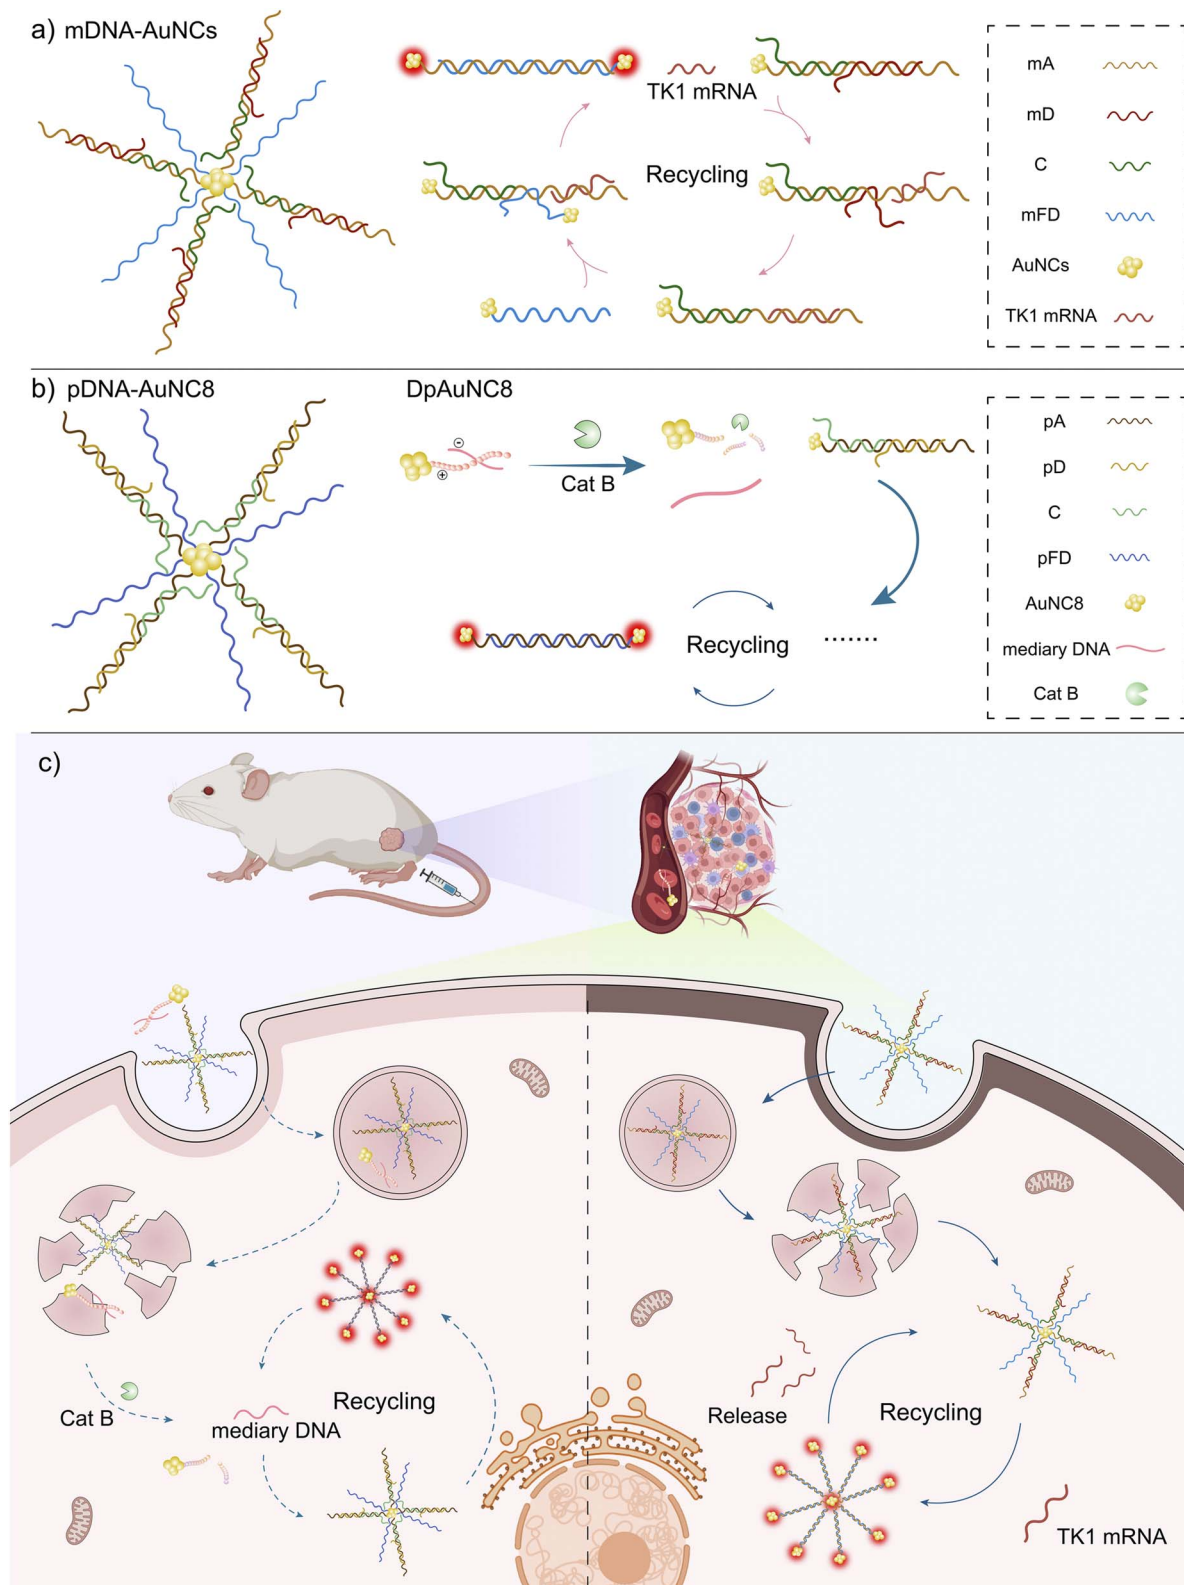 a) mDNA-AuNCs
TK1 mRNA
Recycling
mA
mD
C
mFD
AuNCs
TK1 mRNA
b) pDNA-AuNC8
DpAuNC8
-
+
Cat B
Recycling
.......
pA
pD
C
pFD
AuNC8
mediary DNA
Cat B
c)
Cat B
mediary DNA
Recycling
Release
Recycling
TK1 mRNA